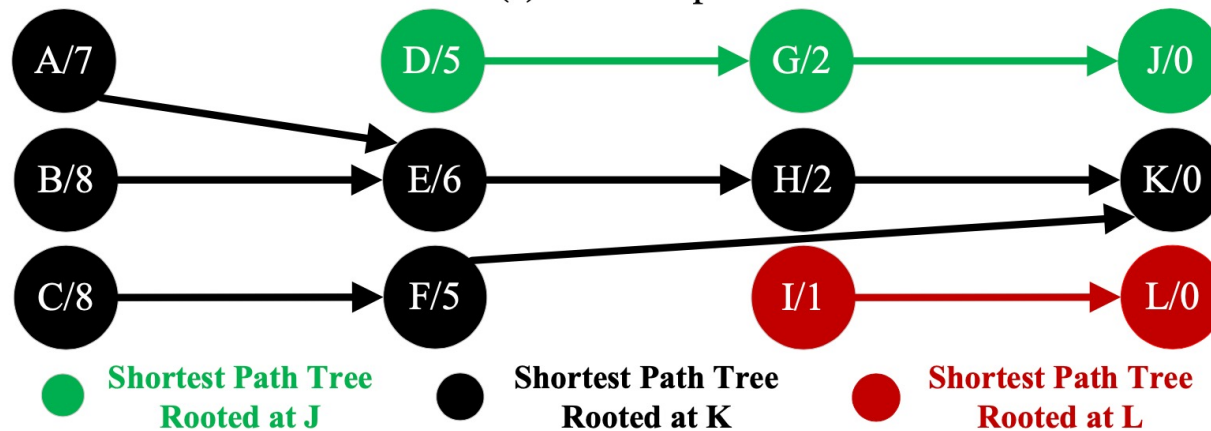 A/7 D/5 G/2 J/0
B/8 E/6 H/2 K/0
C/8 F/5 I/1 L/0
Shortest Path Tree Shortest Path Tree Shortest Path Tree
Rooted at J Rooted at K Rooted at L